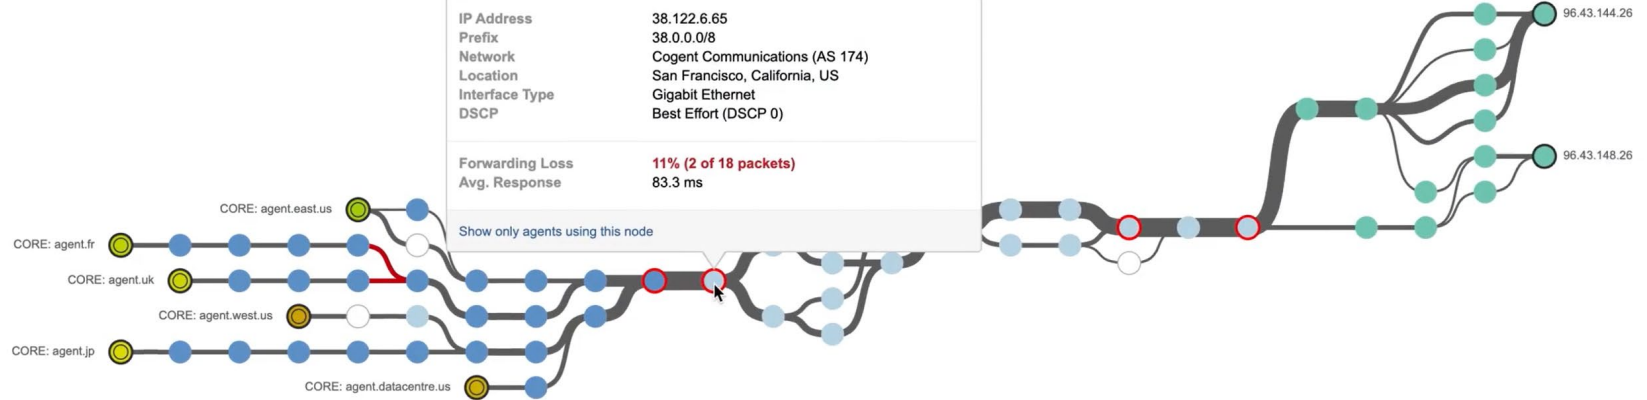 IP Address 38.122.6.65
Prefix 38.0.0.0/8
Network Cogent Communications (AS 174)
Location San Francisco, California, US
Interface Type Gigabit Ethernet
DSCP Best Effort (DSCP 0)
Forwarding Loss 11% (2 of 18 packets)
Avg. Response 83.3 ms
Show only agents using this node
96.43.144.26
96.43.148.26
CORE: agent.east.us
CORE: agent.fr
CORE: agent.uk
CORE: agent.west.us
CORE: agent.jp
CORE: agent.datacentre.us